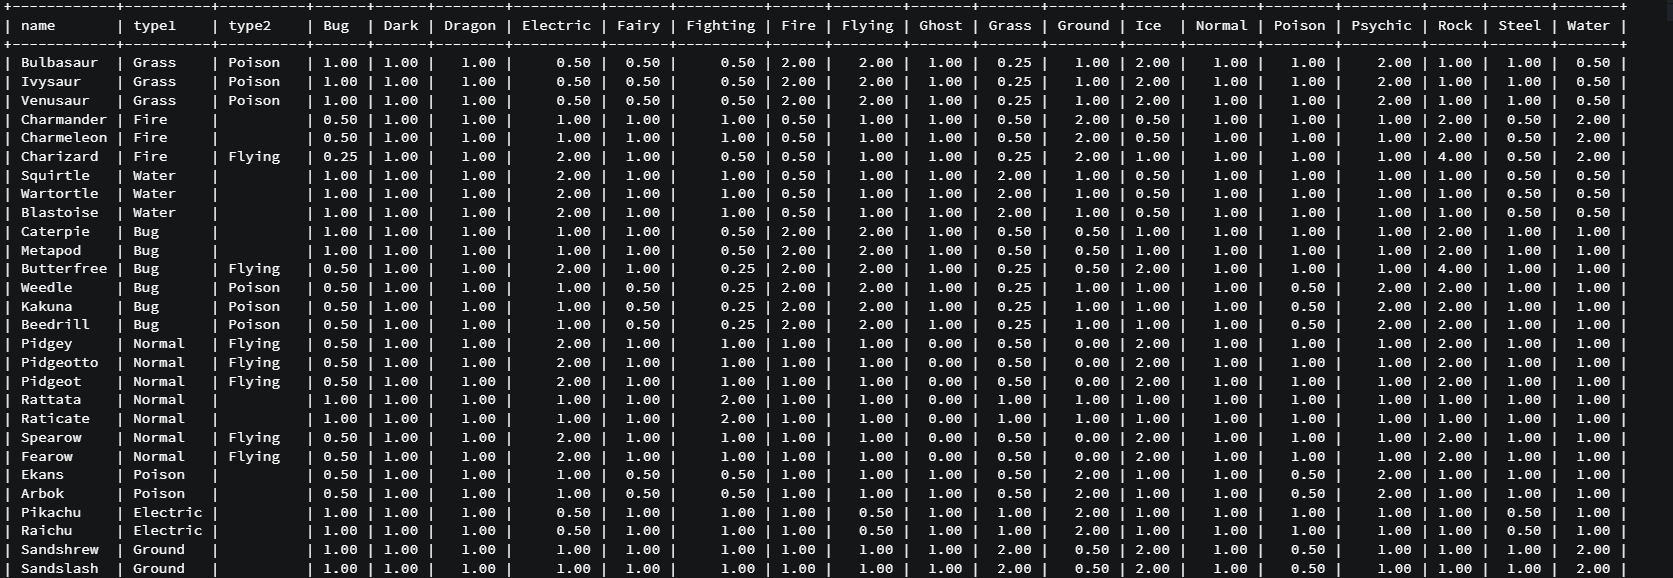 | name | type1 | type2 | Bug | Dark | Dragon | Electric | Fairy | Fighting | Fire | Flying | Ghost | Grass | Ground | Ice | Normal | Poison | Psychic | Rock | Steel | Water |
| Bulbasaur | Grass | Poison | 1.00 | 1.00 | 1.00 | 0.50 | 0.50 | 0.50 | 2.00 | 2.00 | 1.00 | 0.25 | 1.00 | 2.00 | 1.00 | 1.00 | 2.00 | 1.00 | 1.00 | 0.50 |
| Ivysaur | Grass | Poison | 1.00 | 1.00 | 1.00 | 0.50 | 0.50 | 0.50 | 2.00 | 2.00 | 1.00 | 0.25 | 1.00 | 2.00 | 1.00 | 1.00 | 2.00 | 1.00 | 1.00 | 0.50 |
| Venusaur | Grass | Poison | 1.00 | 1.00 | 1.00 | 0.50 | 0.50 | 0.50 | 2.00 | 2.00 | 1.00 | 0.25 | 1.00 | 2.00 | 1.00 | 1.00 | 2.00 | 1.00 | 1.00 | 0.50 |
| Charmander | Fire | | 0.50 | 1.00 | 1.00 | 1.00 | 1.00 | 1.00 | 0.50 | 1.00 | 1.00 | 0.50 | 2.00 | 0.50 | 1.00 | 1.00 | 1.00 | 2.00 | 0.50 | 2.00 |
| Charmeleon | Fire | | 0.50 | 1.00 | 1.00 | 1.00 | 1.00 | 1.00 | 0.50 | 1.00 | 1.00 | 0.50 | 2.00 | 0.50 | 1.00 | 1.00 | 1.00 | 2.00 | 0.50 | 2.00 |
| Charizard | Fire | Flying | 0.25 | 1.00 | 1.00 | 2.00 | 1.00 | 0.50 | 0.50 | 1.00 | 1.00 | 0.25 | 2.00 | 1.00 | 1.00 | 1.00 | 1.00 | 4.00 | 0.50 | 2.00 |
| Squirtle | Water | | 1.00 | 1.00 | 1.00 | 2.00 | 1.00 | 1.00 | 0.50 | 1.00 | 1.00 | 2.00 | 1.00 | 0.50 | 1.00 | 1.00 | 1.00 | 1.00 | 0.50 | 0.50 |
| Wartortle | Water | | 1.00 | 1.00 | 1.00 | 2.00 | 1.00 | 1.00 | 0.50 | 1.00 | 1.00 | 2.00 | 1.00 | 0.50 | 1.00 | 1.00 | 1.00 | 1.00 | 0.50 | 0.50 |
| Blastoise | Water | | 1.00 | 1.00 | 1.00 | 2.00 | 1.00 | 1.00 | 0.50 | 1.00 | 1.00 | 2.00 | 1.00 | 0.50 | 1.00 | 1.00 | 1.00 | 1.00 | 0.50 | 0.50 |
| Caterpie | Bug | | 1.00 | 1.00 | 1.00 | 1.00 | 1.00 | 0.50 | 2.00 | 2.00 | 1.00 | 0.50 | 0.50 | 1.00 | 1.00 | 1.00 | 1.00 | 2.00 | 1.00 | 1.00 |
| Metapod | Bug | | 1.00 | 1.00 | 1.00 | 1.00 | 1.00 | 0.50 | 2.00 | 2.00 | 1.00 | 0.50 | 0.50 | 1.00 | 1.00 | 1.00 | 1.00 | 2.00 | 1.00 | 1.00 |
| Butterfree | Bug | Flying | 0.50 | 1.00 | 1.00 | 2.00 | 1.00 | 0.25 | 2.00 | 2.00 | 1.00 | 0.25 | 0.50 | 2.00 | 1.00 | 1.00 | 1.00 | 4.00 | 1.00 | 1.00 |
| Weedle | Bug | Poison | 0.50 | 1.00 | 1.00 | 1.00 | 0.50 | 0.25 | 2.00 | 2.00 | 1.00 | 0.25 | 1.00 | 1.00 | 1.00 | 0.50 | 2.00 | 2.00 | 1.00 | 1.00 |
| Kakuna | Bug | Poison | 0.50 | 1.00 | 1.00 | 1.00 | 0.50 | 0.25 | 2.00 | 2.00 | 1.00 | 0.25 | 1.00 | 1.00 | 1.00 | 0.50 | 2.00 | 2.00 | 1.00 | 1.00 |
| Beedrill | Bug | Poison | 0.50 | 1.00 | 1.00 | 1.00 | 0.50 | 0.25 | 2.00 | 2.00 | 1.00 | 0.25 | 1.00 | 1.00 | 1.00 | 0.50 | 2.00 | 2.00 | 1.00 | 1.00 |
| Pidgey | Normal | Flying | 0.50 | 1.00 | 1.00 | 2.00 | 1.00 | 1.00 | 1.00 | 1.00 | 0.00 | 0.50 | 0.00 | 2.00 | 1.00 | 1.00 | 1.00 | 2.00 | 1.00 | 1.00 |
| Pidgeotto | Normal | Flying | 0.50 | 1.00 | 1.00 | 2.00 | 1.00 | 1.00 | 1.00 | 1.00 | 0.00 | 0.50 | 0.00 | 2.00 | 1.00 | 1.00 | 1.00 | 2.00 | 1.00 | 1.00 |
| Pidgeot | Normal | Flying | 0.50 | 1.00 | 1.00 | 2.00 | 1.00 | 1.00 | 1.00 | 1.00 | 0.00 | 0.50 | 0.00 | 2.00 | 1.00 | 1.00 | 1.00 | 2.00 | 1.00 | 1.00 |
| Rattata | Normal | | 1.00 | 1.00 | 1.00 | 1.00 | 1.00 | 2.00 | 1.00 | 1.00 | 0.00 | 1.00 | 1.00 | 1.00 | 1.00 | 1.00 | 1.00 | 1.00 | 1.00 | 1.00 |
| Raticate | Normal | | 1.00 | 1.00 | 1.00 | 1.00 | 1.00 | 2.00 | 1.00 | 1.00 | 0.00 | 1.00 | 1.00 | 1.00 | 1.00 | 1.00 | 1.00 | 1.00 | 1.00 | 1.00 |
| Spearow | Normal | Flying | 0.50 | 1.00 | 1.00 | 2.00 | 1.00 | 1.00 | 1.00 | 1.00 | 0.00 | 0.50 | 0.00 | 2.00 | 1.00 | 1.00 | 1.00 | 2.00 | 1.00 | 1.00 |
| Fearow | Normal | Flying | 0.50 | 1.00 | 1.00 | 2.00 | 1.00 | 1.00 | 1.00 | 1.00 | 0.00 | 0.50 | 0.00 | 2.00 | 1.00 | 1.00 | 1.00 | 2.00 | 1.00 | 1.00 |
| Ekans | Poison | | 0.50 | 1.00 | 1.00 | 1.00 | 0.50 | 0.50 | 1.00 | 1.00 | 1.00 | 0.50 | 2.00 | 1.00 | 1.00 | 0.50 | 2.00 | 1.00 | 1.00 | 1.00 |
| Arbok | Poison | | 0.50 | 1.00 | 1.00 | 1.00 | 0.50 | 0.50 | 1.00 | 1.00 | 1.00 | 0.50 | 2.00 | 1.00 | 1.00 | 0.50 | 2.00 | 1.00 | 1.00 | 1.00 |
| Pikachu | Electric | | 1.00 | 1.00 | 1.00 | 0.50 | 1.00 | 1.00 | 1.00 | 0.50 | 1.00 | 1.00 | 2.00 | 1.00 | 1.00 | 1.00 | 1.00 | 1.00 | 0.50 | 1.00 |
| Raichu | Electric | | 1.00 | 1.00 | 1.00 | 0.50 | 1.00 | 1.00 | 1.00 | 0.50 | 1.00 | 1.00 | 2.00 | 1.00 | 1.00 | 1.00 | 1.00 | 1.00 | 0.50 | 1.00 |
| Sandshrew | Ground | | 1.00 | 1.00 | 1.00 | 1.00 | 1.00 | 1.00 | 1.00 | 1.00 | 1.00 | 2.00 | 0.50 | 2.00 | 1.00 | 0.50 | 1.00 | 1.00 | 1.00 | 2.00 |
| Sandslash | Ground | | 1.00 | 1.00 | 1.00 | 1.00 | 1.00 | 1.00 | 1.00 | 1.00 | 1.00 | 2.00 | 0.50 | 2.00 | 1.00 | 0.50 | 1.00 | 1.00 | 1.00 | 2.00 |